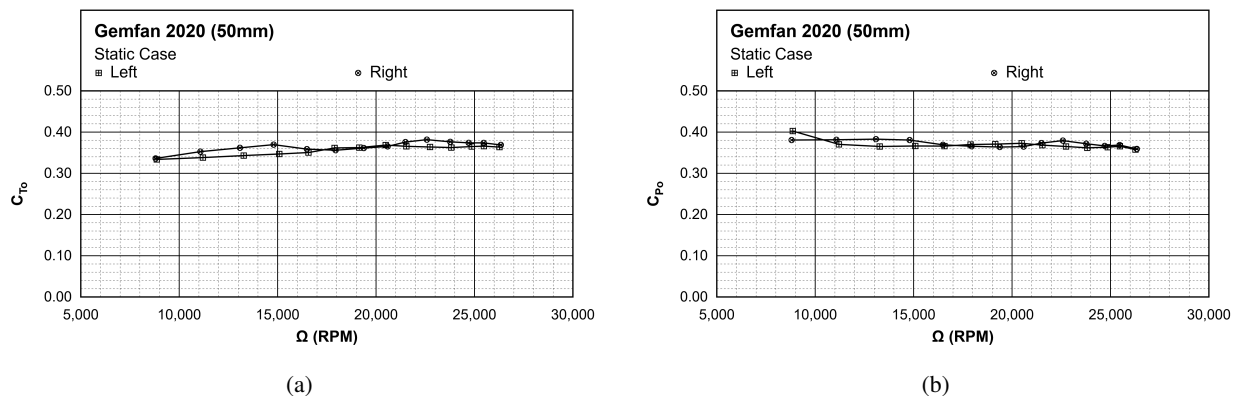 Gemfan 2020 (50mm)
Static Case
Left Right
0.50
0.40
0.30
0.20
0.10
0.00
C_To
5,000 10,000 15,000 20,000 25,000 30,000
Ω (RPM)
(a)
Gemfan 2020 (50mm)
Static Case
Left Right
0.50
0.40
0.30
0.20
0.10
0.00
C_Po
5,000 10,000 15,000 20,000 25,000 30,000
Ω (RPM)
(b)